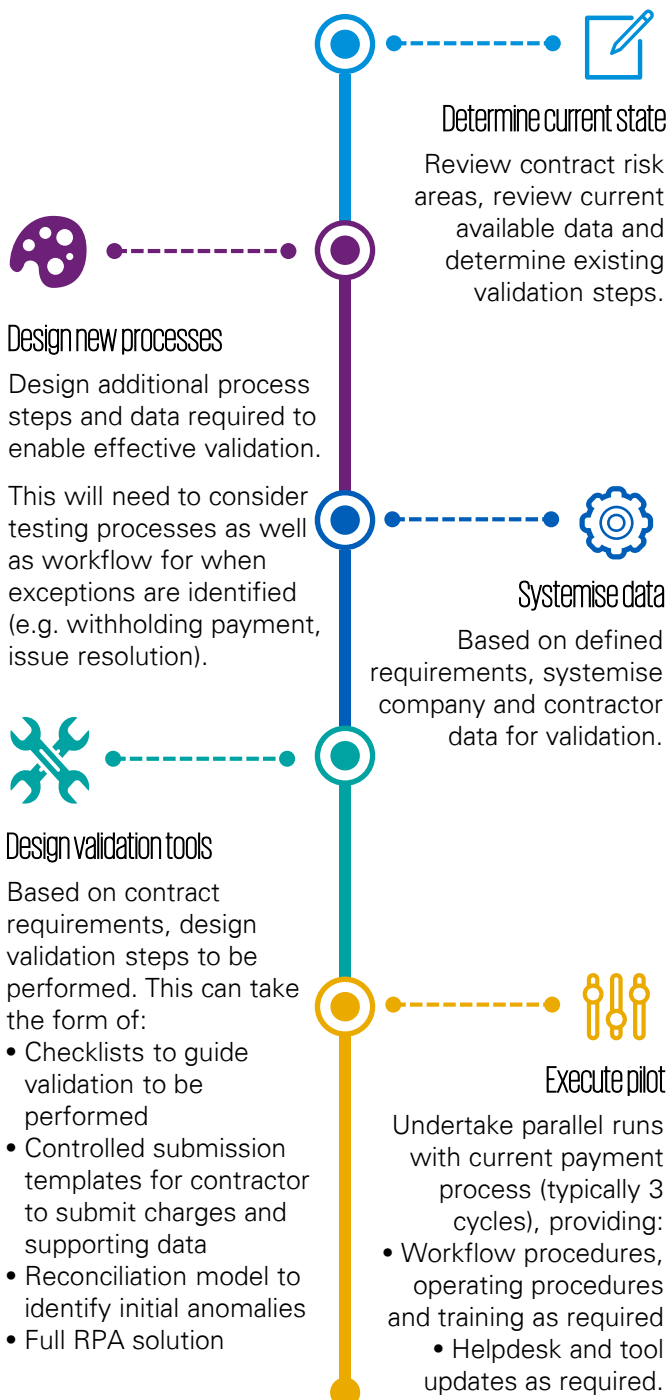 Determine current state
Review contract risk
areas, review current
available data and
determine existing
validation steps.
Design new processes
Design additional process
steps and data required to
enable effective validation.
This will need to consider
testing processes as well
as workflow for when
exceptions are identified
(e.g. withholding payment,
issue resolution).
Systemise data
Based on defined
requirements, systemise
company and contractor
data for validation.
Design validation tools
Based on contract
requirements, design
validation steps to be
performed. This can take
the form of:
• Checklists to guide
validation to be
performed
• Controlled submission
templates for contractor
to submit charges and
supporting data
• Reconciliation model to
identify initial anomalies
• Full RPA solution
Execute pilot
Undertake parallel runs
with current payment
process (typically 3
cycles), providing:
• Workflow procedures,
operating procedures
and training as required
• Helpdesk and tool
updates as required.